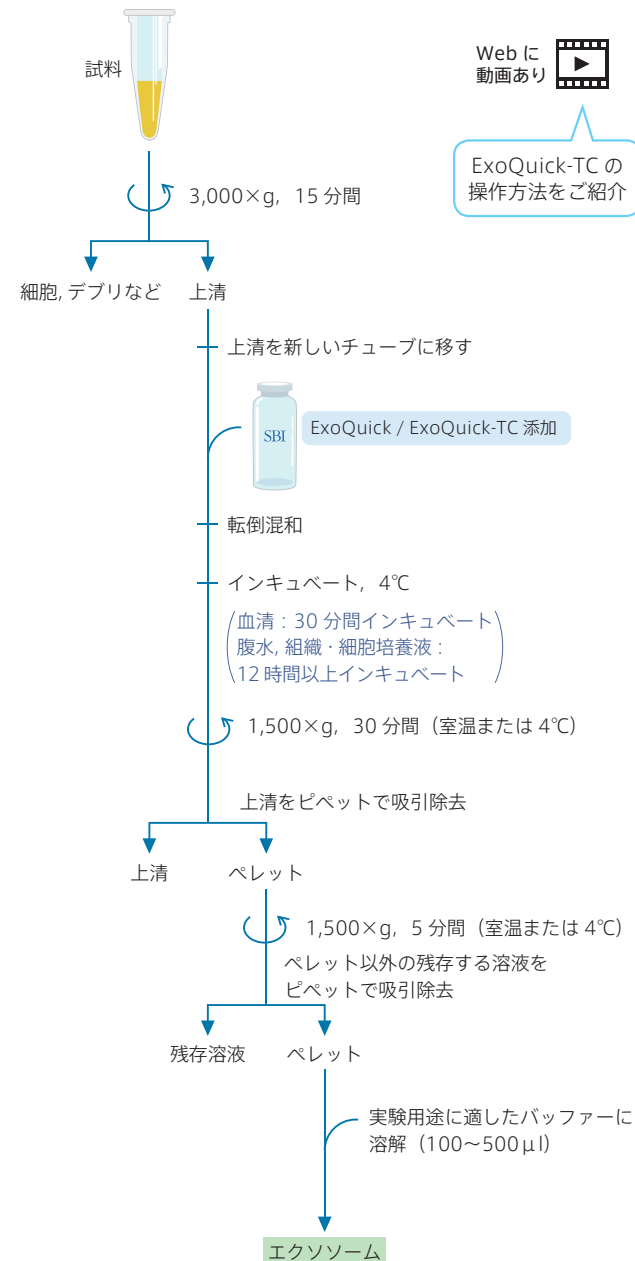 試料
Web に
動画あり
ExoQuick-TC の
操作方法をご紹介
3,000×g, 15 分間
細胞, デブリなど
上清
上清を新しいチューブに移す
SBI
ExoQuick / ExoQuick-TC 添加
転倒混和
インキュベート, 4℃
血清：30 分間インキュベート
腹水, 組織・細胞培養液：
12 時間以上インキュベート
1,500×g, 30 分間（室温または 4℃）
上清をピペットで吸引除去
上清
ペレット
1,500×g, 5 分間（室温または 4℃）
ペレット以外の残存する溶液を
ピペットで吸引除去
残存溶液
ペレット
実験用途に適したバッファーに
溶解（100～500μl）
エクソソーム